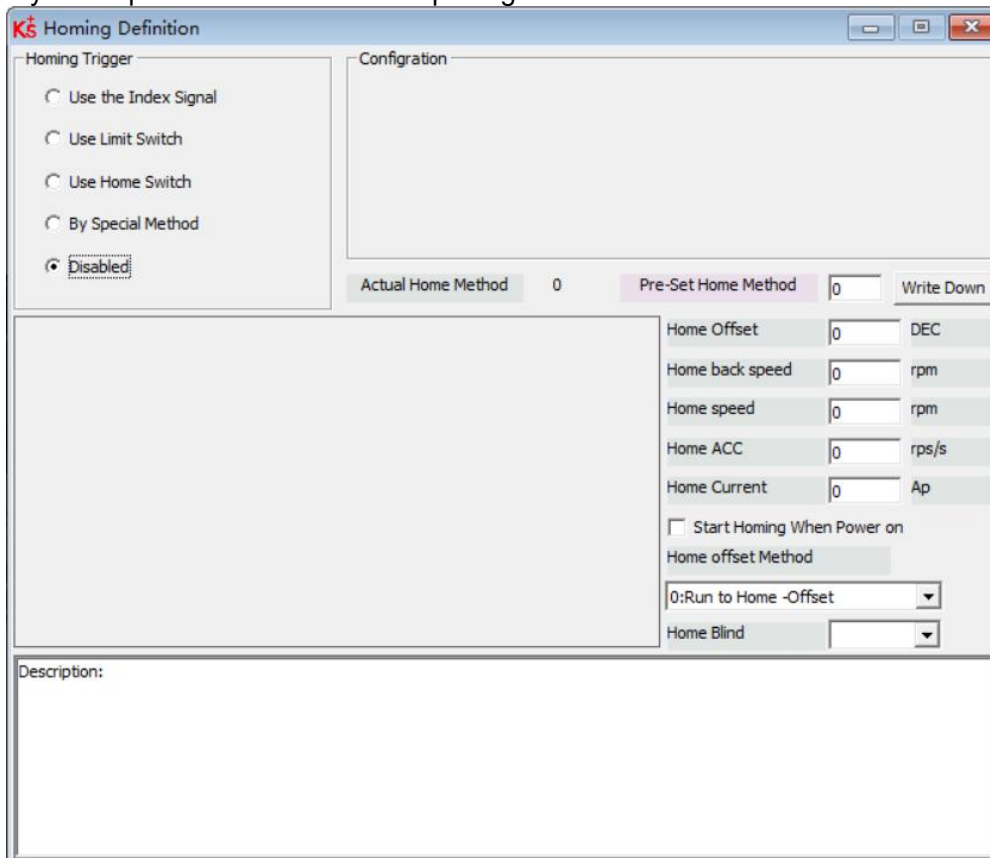 Homing Definition
Homing Trigger
Use the Index Signal
Use Limit Switch
Use Home Switch
By Special Method
Disabled
Configration
Actual Home Method 0 Pre-Set Home Method 0 Write Down
Home Offset 0 DEC
Home back speed 0 rpm
Home speed 0 rpm
Home ACC 0 rps/s
Home Current 0 Ap
Start Homing When Power on
Home offset Method
0:Run to Home -Offset
Home Blind
Description: